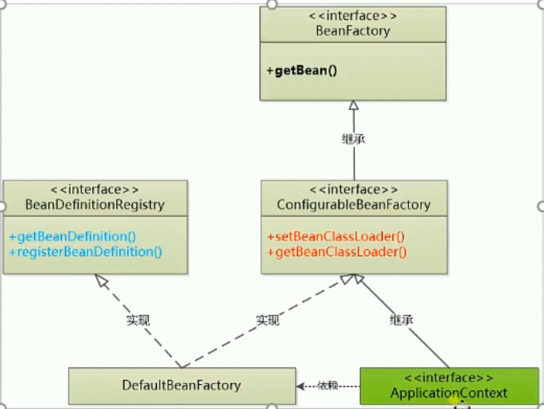 <<interface>>
BeanFactory
+getBean()
继承
<<interface>>
BeanDefinitionRegistry
+getBeanDefinition()
+registerBeanDefinition()
<<interface>>
ConfigurableBeanFactory
+setBeanClassLoader()
+getBeanClassLoader()
实现
实现
继承
DefaultBeanFactory
依赖
<<interface>>
ApplicationContext